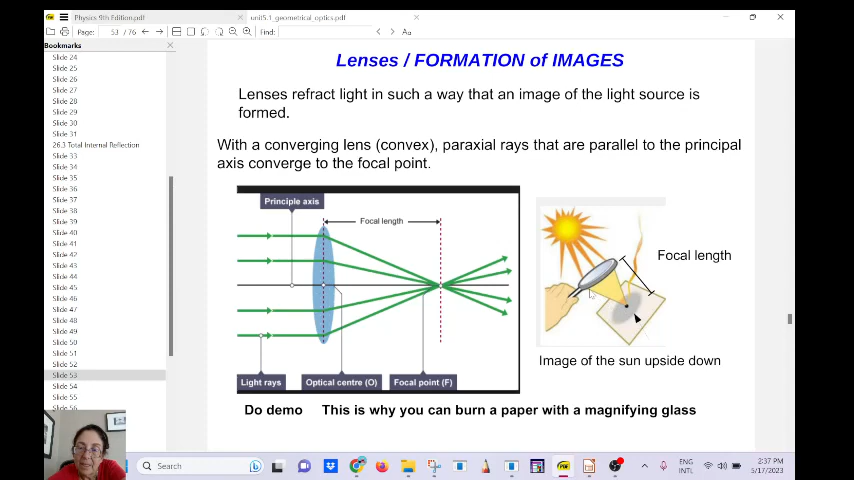 Physics 9th Edition.pdf
unit5.1_geometrical_optics.pdf
Page:
53 / 76
Find:
Aa
Bookmarks
Slide 24
Slide 25
Slide 26
Slide 27
Slide 28
Slide 29
Slide 30
Slide 31
26.3 Total Internal Reflection
Slide 33
Slide 34
Slide 35
Slide 36
Slide 37
Slide 38
Slide 39
Slide 40
Slide 41
Slide 42
Slide 43
Slide 44
Slide 45
Slide 46
Slide 47
Slide 48
Slide 49
Slide 50
Slide 51
Slide 52
Slide 53
Slide 54
Slide 55
Slide 56
Lenses / FORMATION of IMAGES
Lenses refract light in such a way that an image of the light source is
formed.
With a converging lens (convex), paraxial rays that are parallel to the principal
axis converge to the focal point.
Principle axis
Focal length
Light rays
Optical centre (O)
Focal point (F)
Focal length
Image of the sun upside down
Do demo
This is why you can burn a paper with a magnifying glass
Search
PDF
ENG
INTL
2:37 PM
5/17/2023